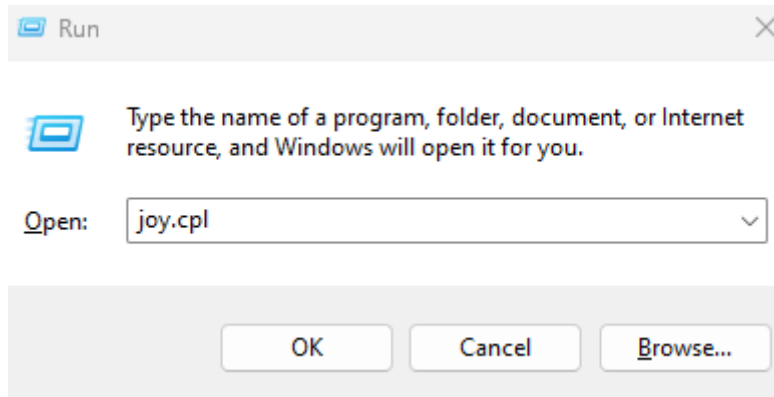 Run
Type the name of a program, folder, document, or Internet
resource, and Windows will open it for you.
Open: joy.cpl
OK Cancel Browse...